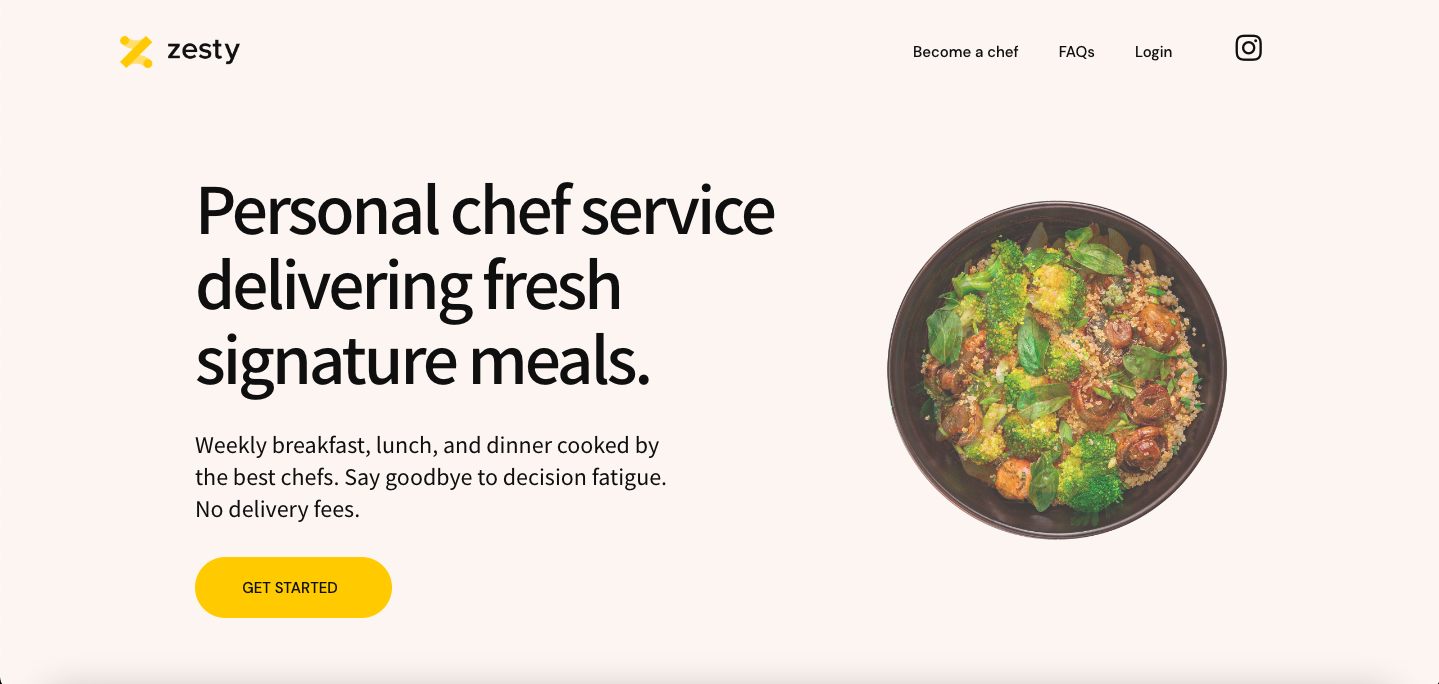 zesty
Become a chef
FAQs
Login
Personal chef service
delivering fresh
signature meals.
Weekly breakfast, lunch, and dinner cooked by
the best chefs. Say goodbye to decision fatigue.
No delivery fees.
GET STARTED